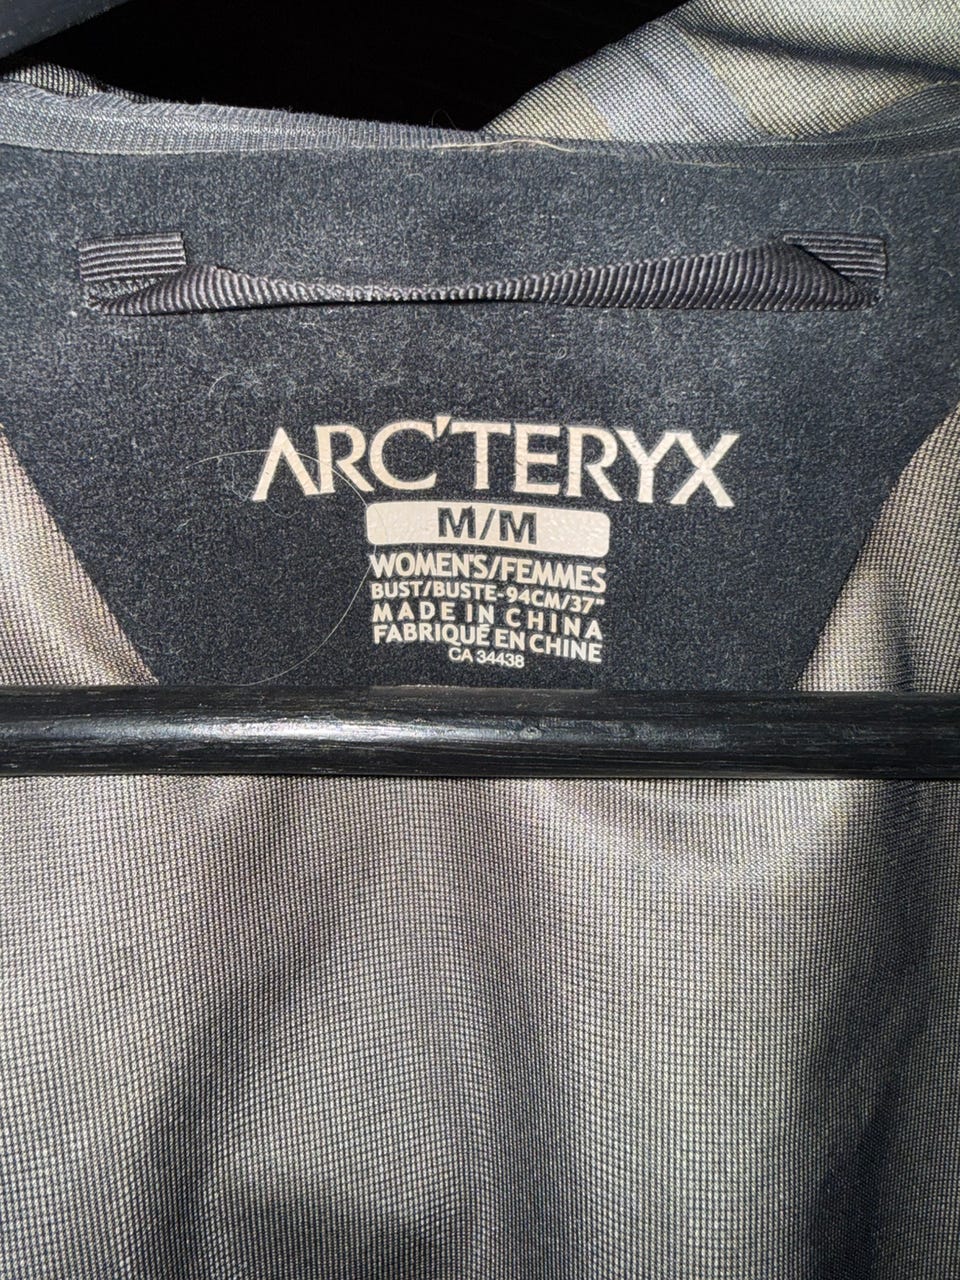 ARC'TERYX
M/M
WOMEN'S/FEMMES
BUST/BUSTE-94CM/37"
MADE IN CHINA
FABRIQUÉ EN CHINE
CA 34438